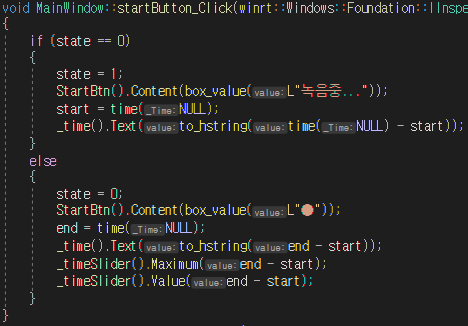 void MainWindow::startButton_Click(winrt::Windows::Foundation::IInspe
{
if (state == 0)
{
state = 1;
StartBtn().Content(box_value(value:L"녹음중..."));
start = time(_Time:NULL);
_time().Text(to_hstring(value:time(_Time:NULL) - start));
}
else
{
state = 0;
StartBtn().Content(box_value(value:L"●"));
end = time(_Time:NULL);
_time().Text(to_hstring(value:end - start));
_timeSlider().Maximum(value:end - start);
_timeSlider().Value(value:end - start);
}
}